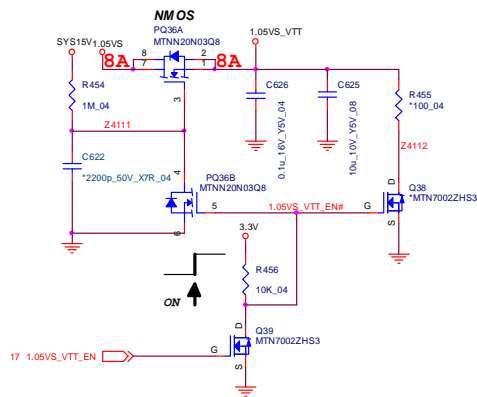 NMOS
PQ36A
MTNN20N03Q8
SYS15V
1.05VS
1.05VS_VTT
8A
8
7
2
1
8A
3
R454
1M_04
Z4111
C622
*2200p_50V_X7R_04
C626
0.1u_16V_Y5V_04
C625
10u_10V_Y5V_08
R455
*100_04
Z4112
4
PQ36B
MTNN20N03Q8
5
6
1.05VS_VTT_EN#
G
D
S
Q38
*MTN7002ZHS3
3.3V
R456
10K_04
ON
Q39
MTN7002ZHS3
D
G
S
17 1.05VS_VTT_EN